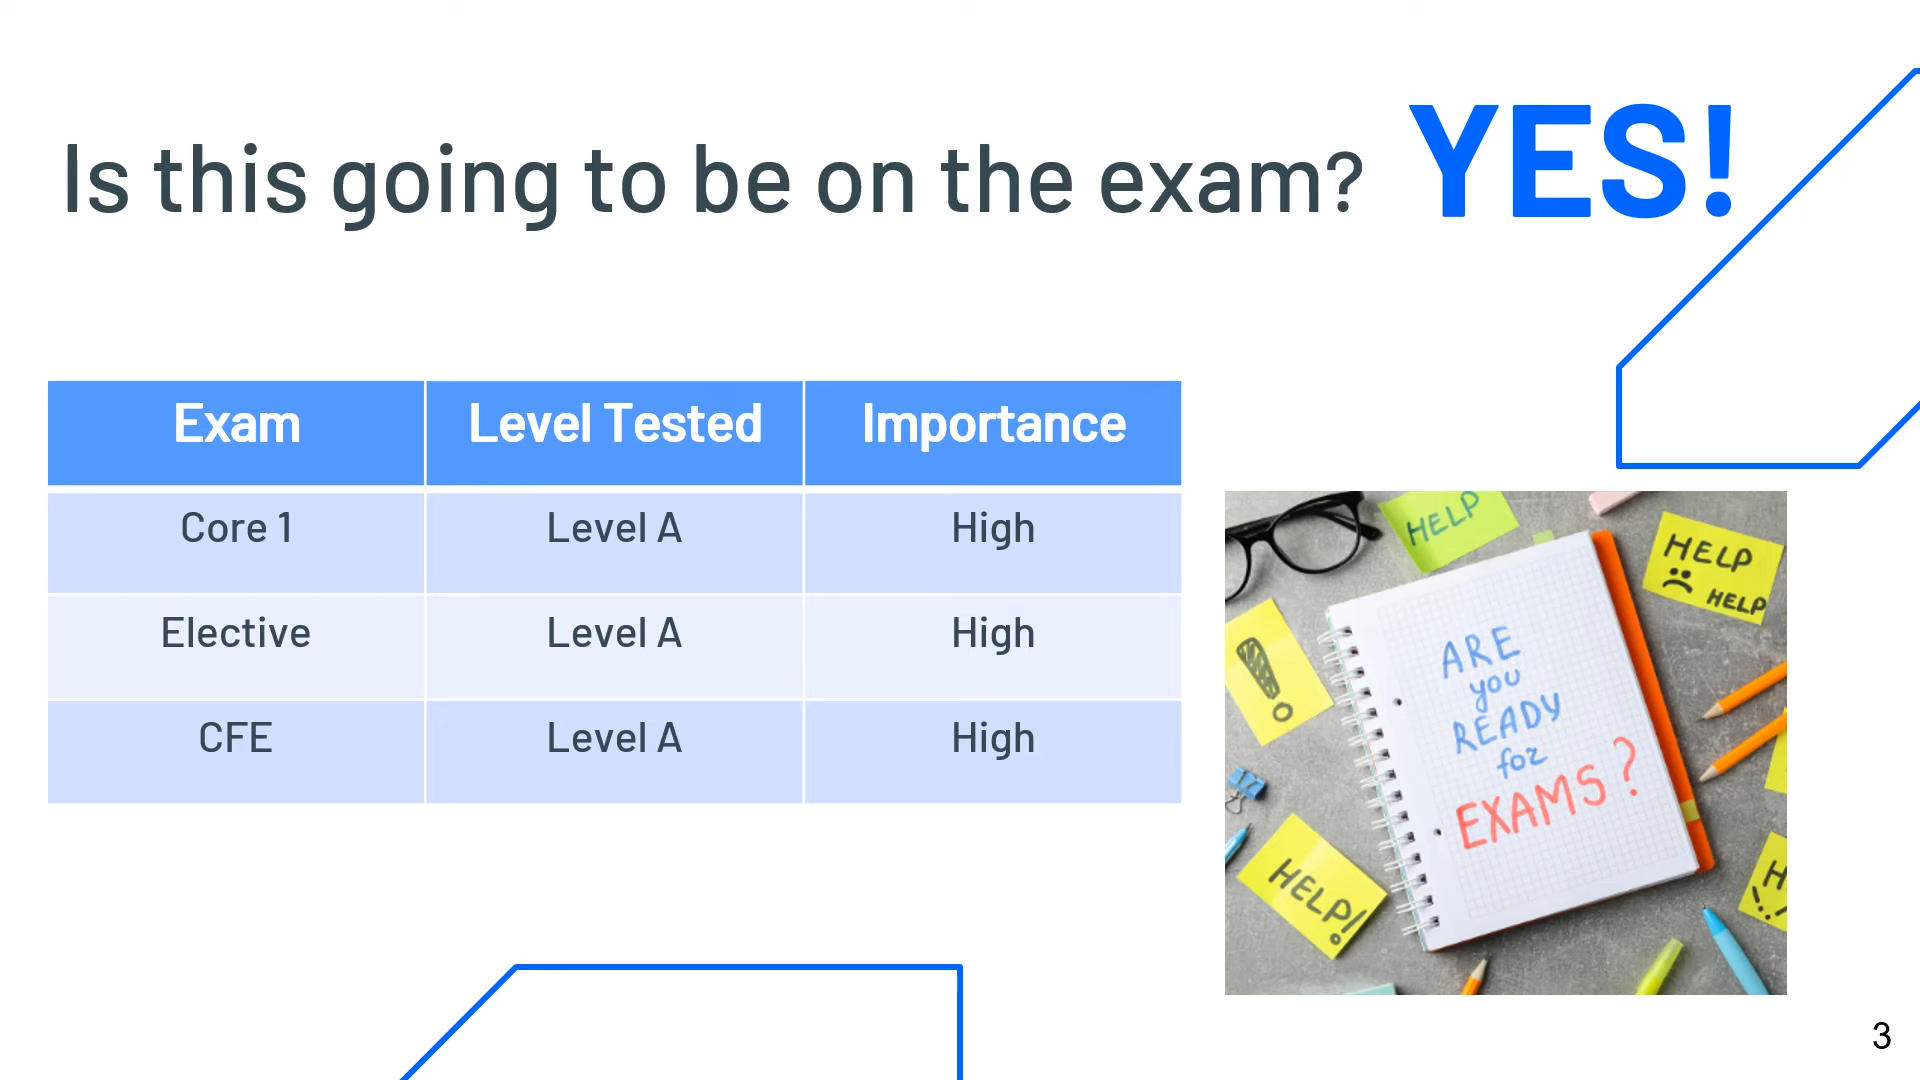 Is this going to be on the exam? YES!
Exam Level Tested Importance
Core 1 Level A High
Elective Level A High
CFE Level A High
HELP
HELP
HELP
!
ARE
you
READY
for
EXAMS?
HELP!
H
!!
3